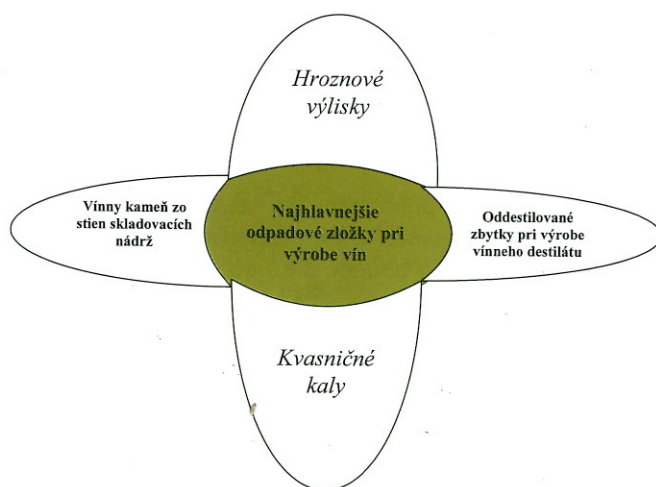 Hroznové
výlisky
Vínny kameň zo
stien skladovacích
nádrž
Najhlavnejšie
odpadové zložky pri
výrobe vín
Oddestilované
zbytky pri výrobe
vínneho destilátu
Kvasničné
kaly